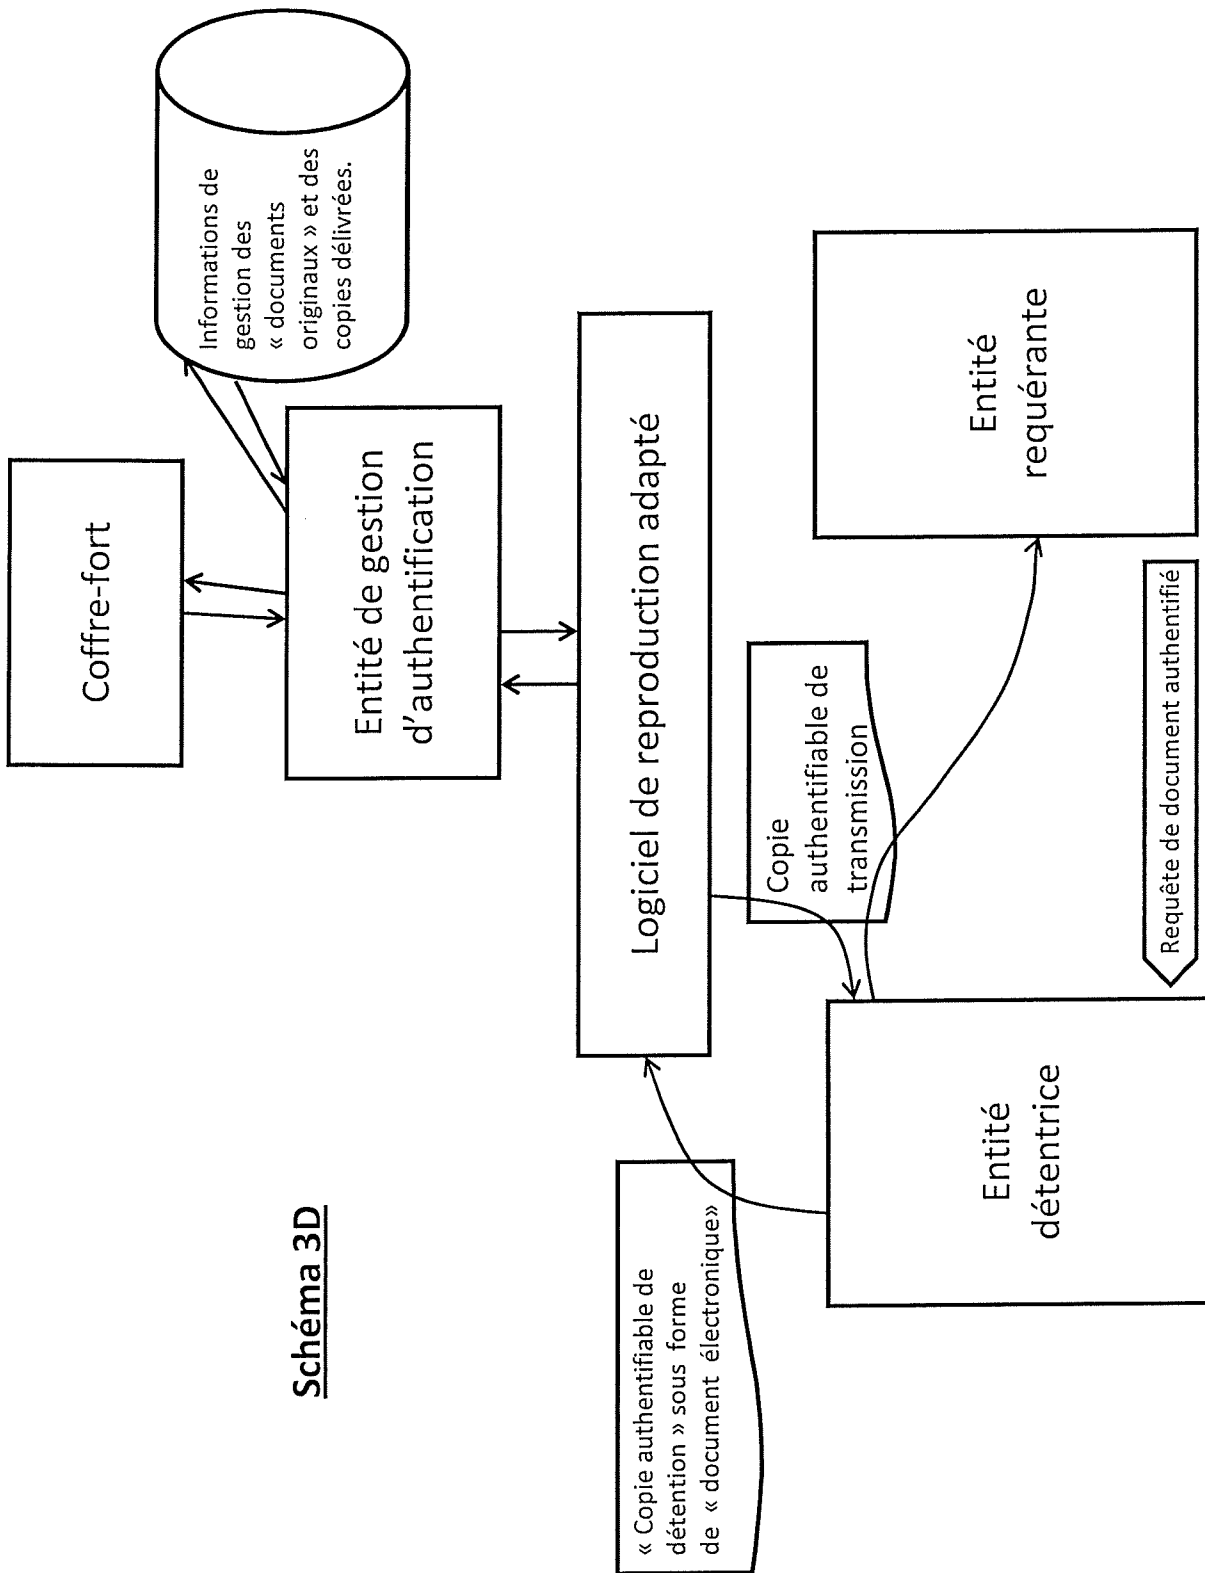 Schéma 3D
Coffre-fort
Informations de
gestion des
« documents
originaux » et des
copies délivrées.
Entité de gestion
d'authentification
Logiciel de reproduction adapté
« Copie authentifiable de
détention » sous forme
de « document électronique»
Copie
authentifiable de
transmission
Entité
détentrice
Entité
requérante
Requête de document authentifié